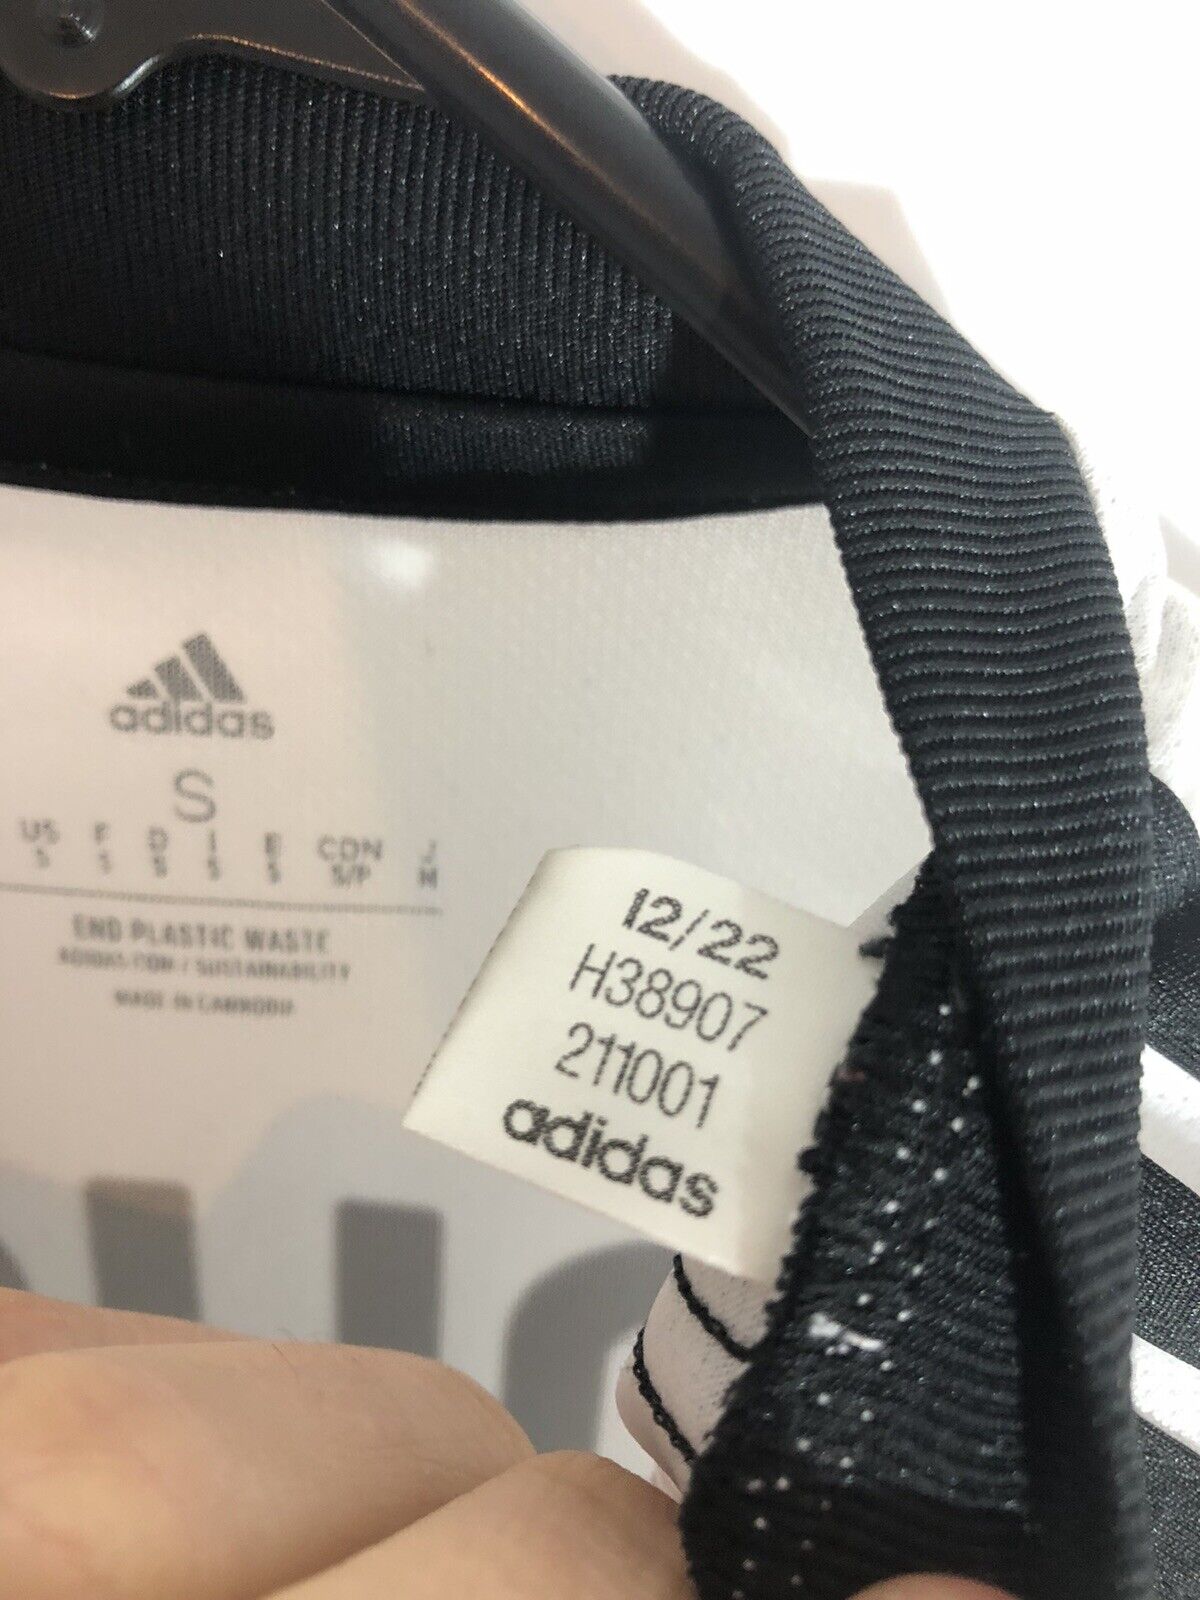 adidas
S
US F D I E CDN J
S S S S S S/P M
END PLASTIC WASTE
ADIDAS.COM / SUSTAINABILITY
MADE IN CAMBODIA
12/22
H38907
211001
adidas